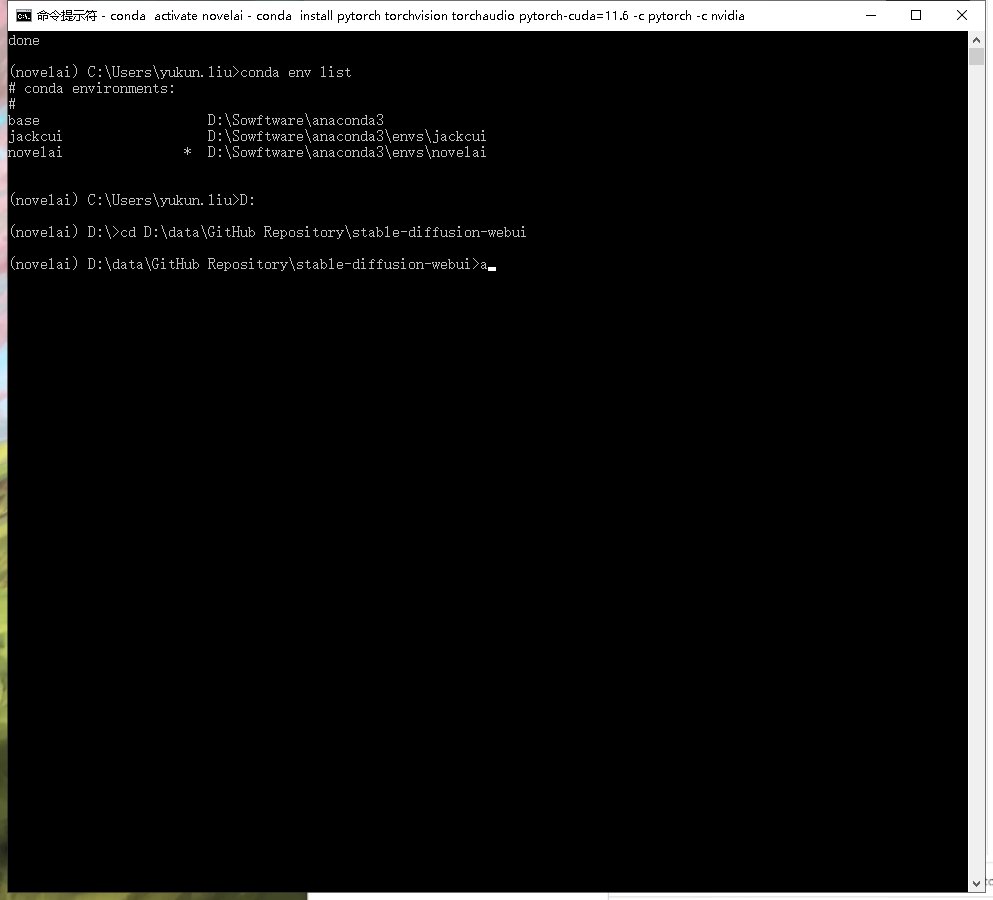 命令提示符 - conda  activate novelai - conda  install pytorch torchvision torchaudio pytorch-cuda=11.6 -c pytorch -c nvidia
done
(novelai) C:\Users\yukun.liu>conda env list
# conda environments:
#
base                     D:\Sowftware\anaconda3
jackcui                  D:\Sowftware\anaconda3\envs\jackcui
novelai               *  D:\Sowftware\anaconda3\envs\novelai
(novelai) C:\Users\yukun.liu>D:
(novelai) D:\>cd D:\data\GitHub Repository\stable-diffusion-webui
(novelai) D:\data\GitHub Repository\stable-diffusion-webui>a